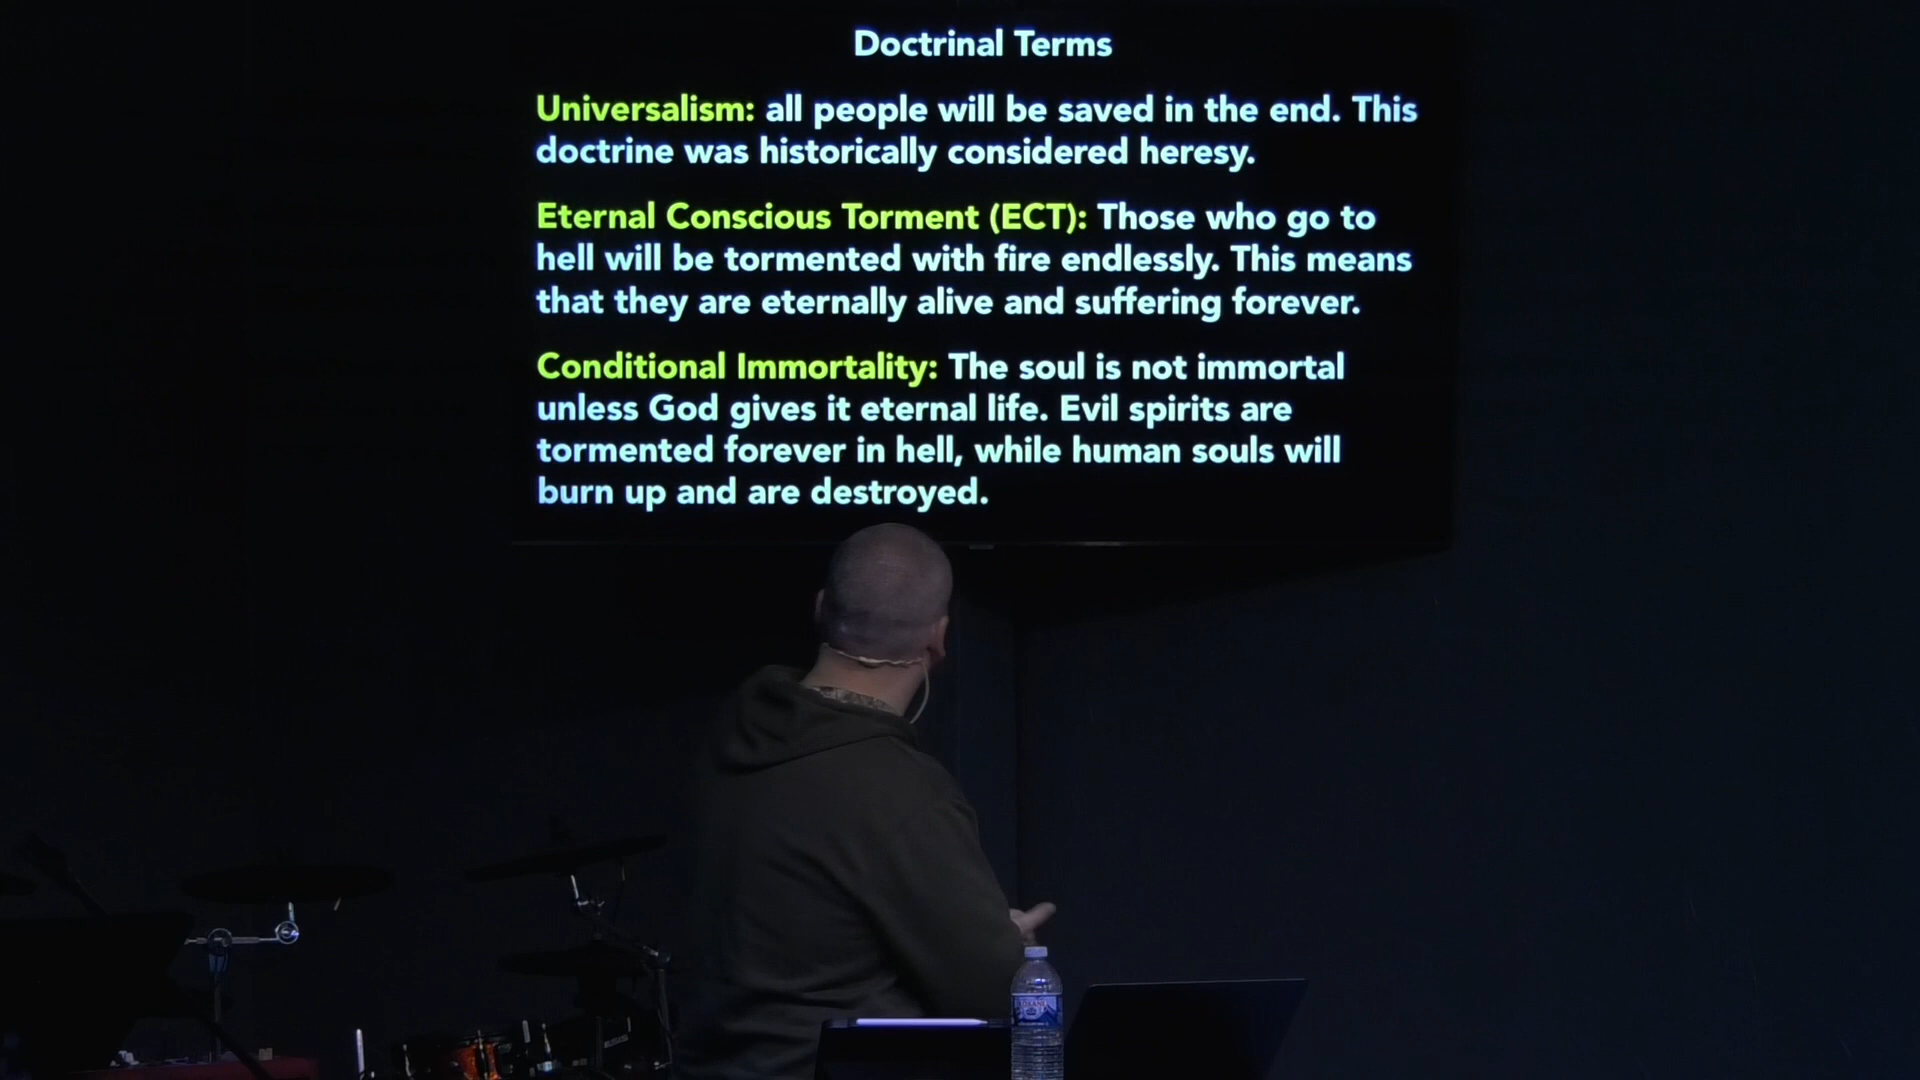 Doctrinal Terms
Universalism: all people will be saved in the end. This
doctrine was historically considered heresy.
Eternal Conscious Torment (ECT): Those who go to
hell will be tormented with fire endlessly. This means
that they are eternally alive and suffering forever.
Conditional Immortality: The soul is not immortal
unless God gives it eternal life. Evil spirits are
tormented forever in hell, while human souls will
burn up and are destroyed.